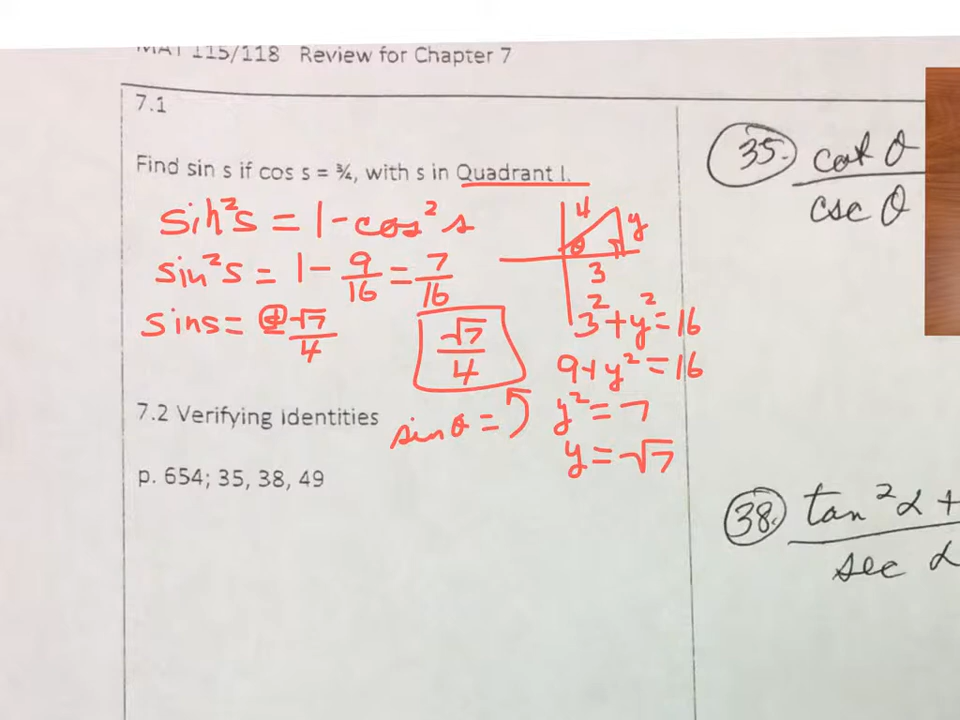 MAT 115/118 Review for Chapter 7
7.1
Find sin s if cos s = ¾, with s in Quadrant I.
sin²s = 1 - cos² s
sin²s = 1 - 9/16 = 7/16
sin s = ± √7/4
√7/4
sin θ =
4
y
θ
3
3² + y² = 16
9 + y² = 16
y² = 7
y = √7
7.2 Verifying Identities
p. 654; 35, 38, 49
35. cot θ
csc θ
38. tan² α +
sec α